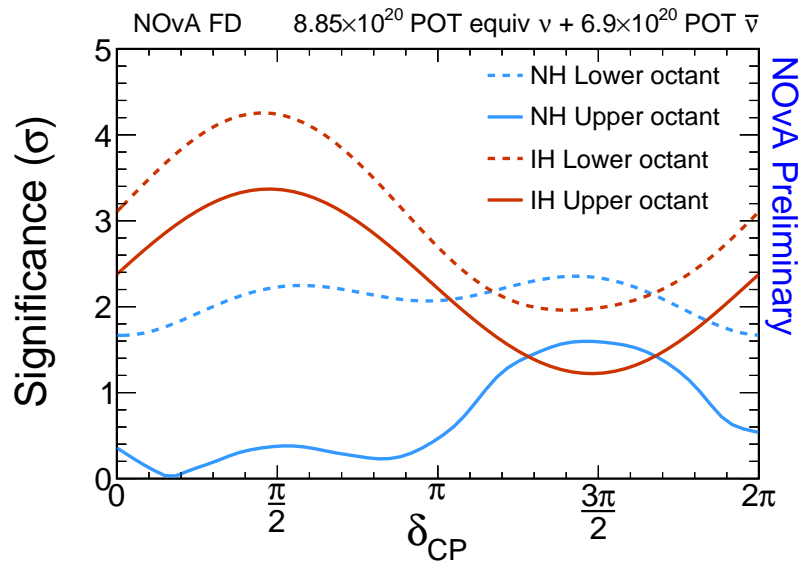 NOvA FD 8.85×10²⁰ POT equiv ν + 6.9×10²⁰ POT ν̅
NOvA Preliminary
Significance (σ)
5
4
3
2
1
0
NH Lower octant
NH Upper octant
IH Lower octant
IH Upper octant
0 π/2 π 3π/2 2π
δCP